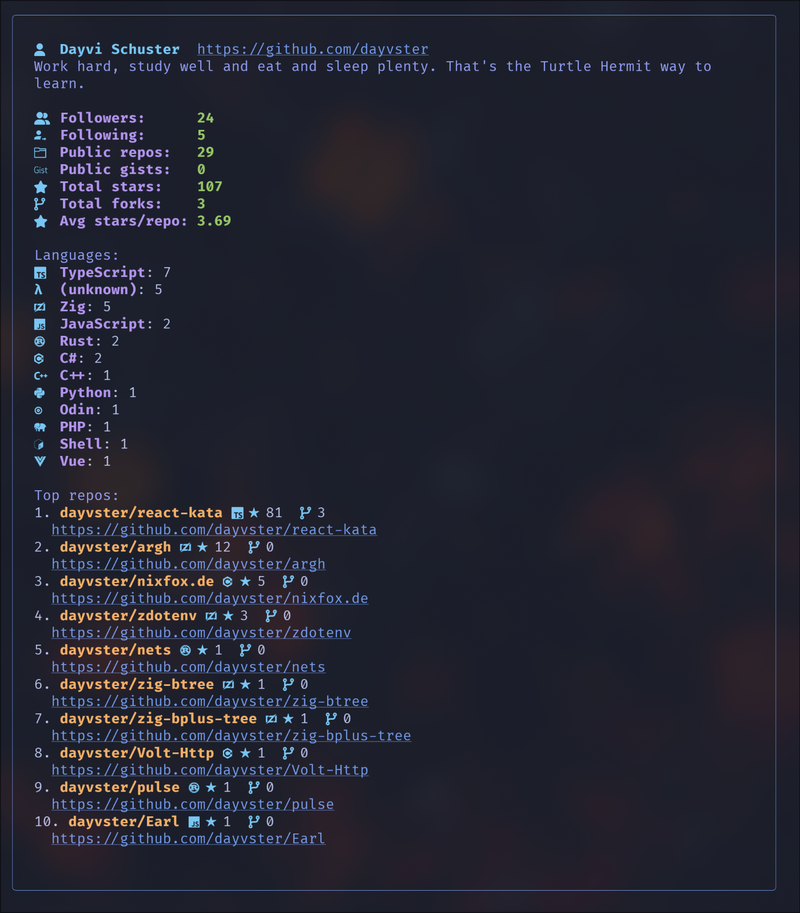 Dayvi Schuster https://github.com/dayvster
Work hard, study well and eat and sleep plenty. That's the Turtle Hermit way to
learn.
Followers: 24
Following: 5
Public repos: 29
Gist Public gists: 0
Total stars: 107
Total forks: 3
Avg stars/repo: 3.69
Languages:
TS TypeScript: 7
λ (unknown): 5
Zig: 5
JS JavaScript: 2
Rust: 2
C#: 2
C++ C++: 1
Python: 1
Odin: 1
PHP: 1
Shell: 1
Vue: 1
Top repos:
1. dayvster/react-kata TS ★ 81 3
https://github.com/dayvster/react-kata
2. dayvster/argh ★ 12 0
https://github.com/dayvster/argh
3. dayvster/nixfox.de ★ 5 0
https://github.com/dayvster/nixfox.de
4. dayvster/zdotenv ★ 3 0
https://github.com/dayvster/zdotenv
5. dayvster/nets ★ 1 0
https://github.com/dayvster/nets
6. dayvster/zig-btree ★ 1 0
https://github.com/dayvster/zig-btree
7. dayvster/zig-bplus-tree ★ 1 0
https://github.com/dayvster/zig-bplus-tree
8. dayvster/Volt-Http ★ 1 0
https://github.com/dayvster/Volt-Http
9. dayvster/pulse ★ 1 0
https://github.com/dayvster/pulse
10. dayvster/Earl JS ★ 1 0
https://github.com/dayvster/Earl